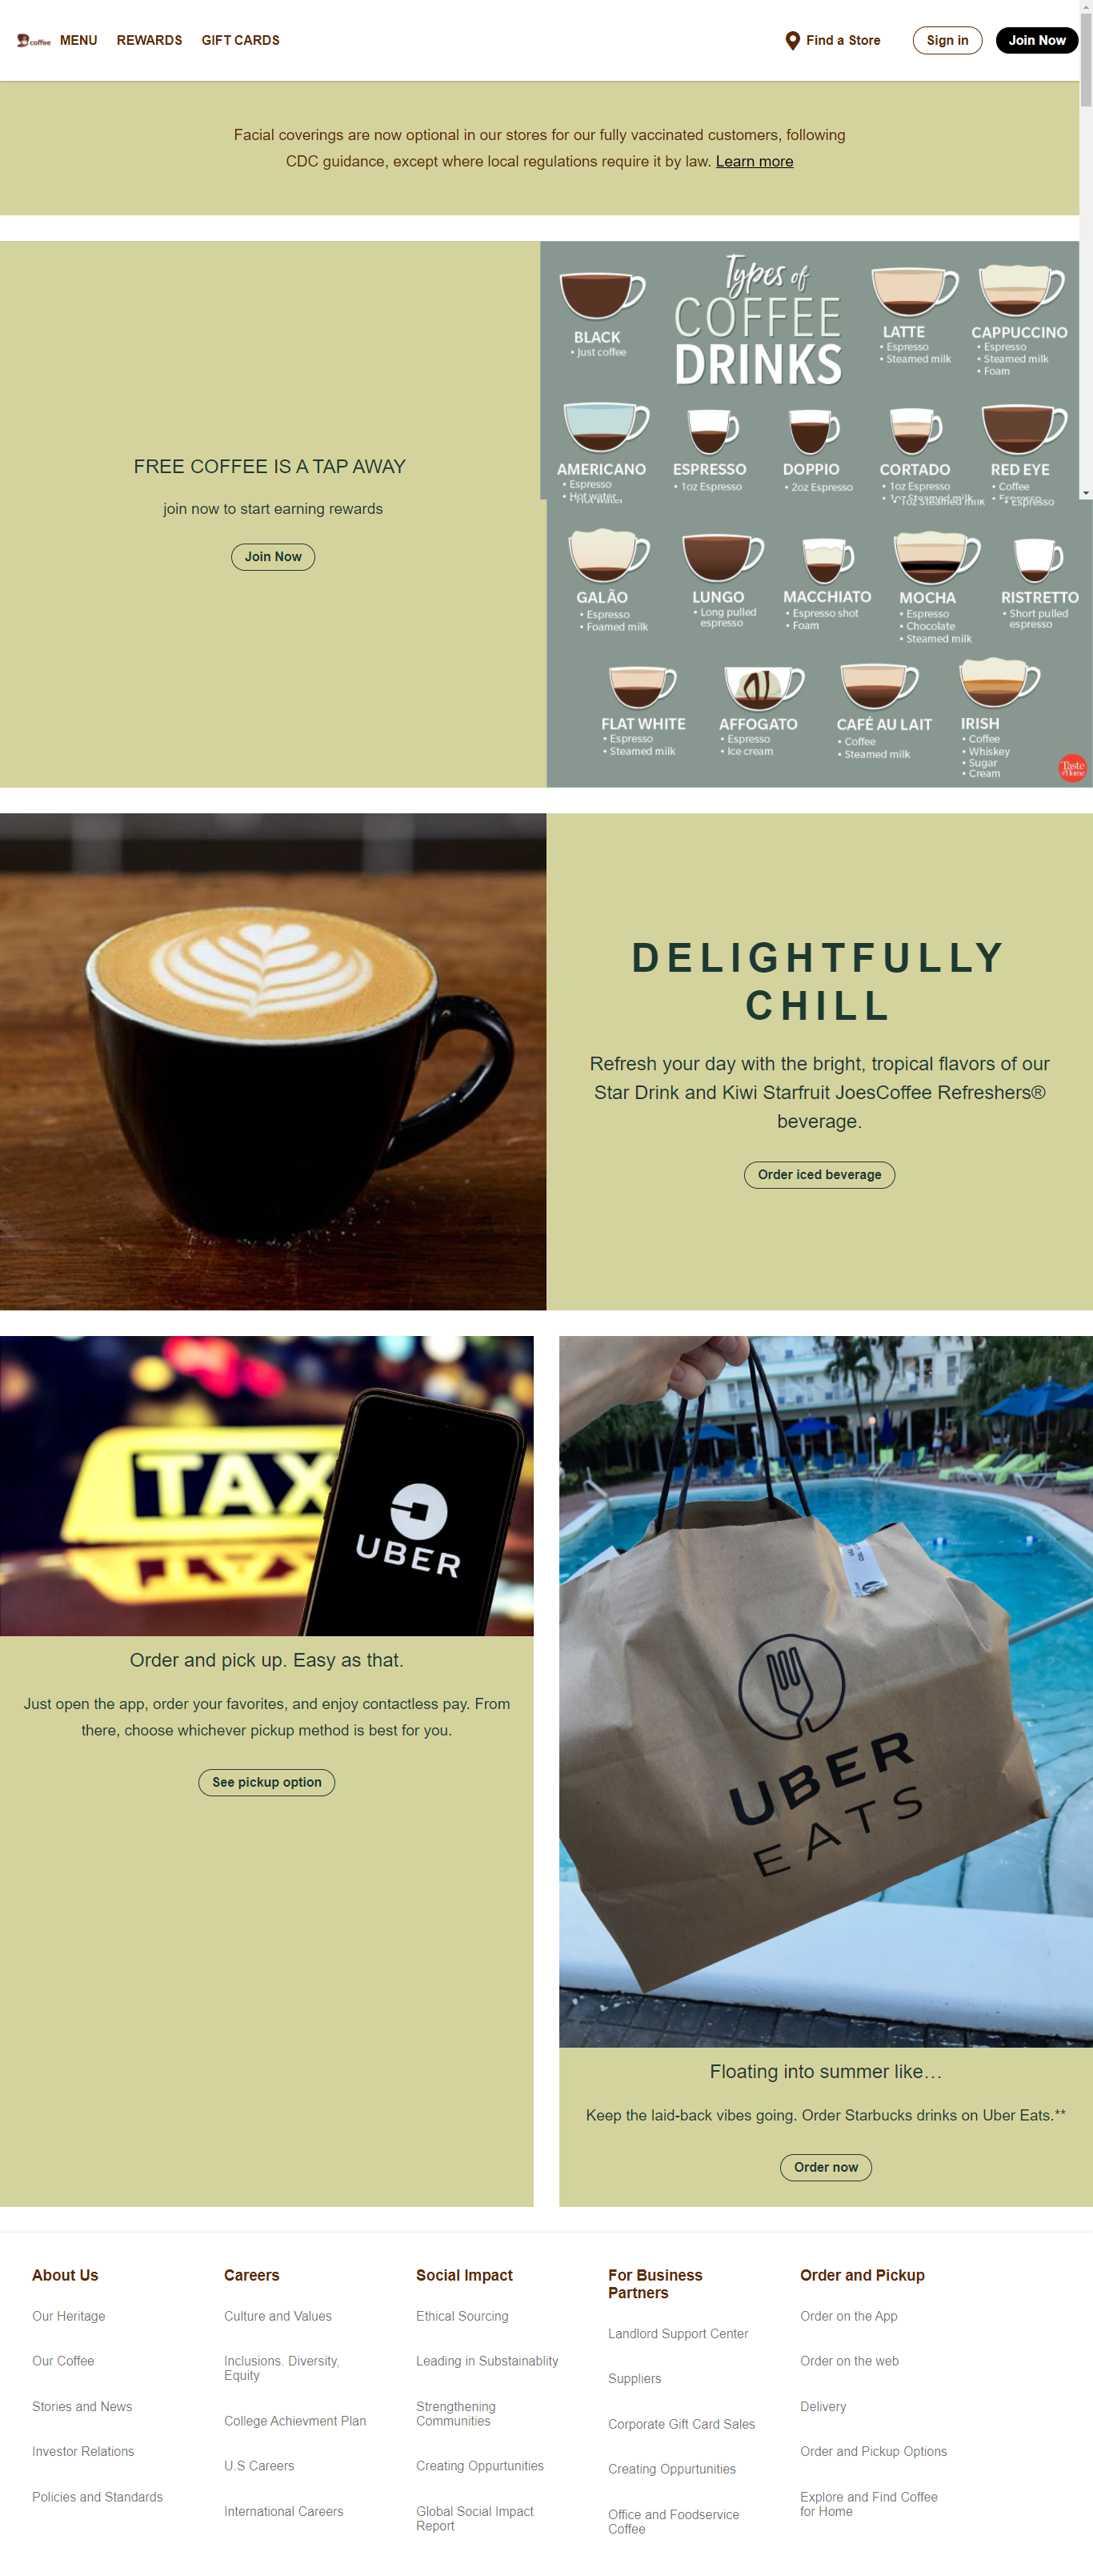 coffee MENU REWARDS GIFT CARDS Find a Store Sign in Join Now
Facial coverings are now optional in our stores for our fully vaccinated customers, following
CDC guidance, except where local regulations require it by law. Learn more
FREE COFFEE IS A TAP AWAY
join now to start earning rewards
Join Now
Types of
COFFEE
DRINKS
BLACK
• Just coffee
LATTE
• Espresso
• Steamed milk
CAPPUCCINO
• Espresso
• Steamed milk
• Foam
AMERICANO
• Espresso
• Hot water
ESPRESSO
• 1oz Espresso
DOPPIO
• 2oz Espresso
CORTADO
• 1oz Espresso
• 1oz Steamed milk
RED EYE
• Coffee
• Espresso
GALÃO
• Espresso
• Foamed milk
LUNGO
• Long pulled
espresso
MACCHIATO
• Espresso shot
• Foam
MOCHA
• Espresso
• Chocolate
• Steamed milk
RISTRETTO
• Short pulled
espresso
FLAT WHITE
• Espresso
• Steamed milk
AFFOGATO
• Espresso
• Ice cream
CAFÉ AU LAIT
• Coffee
• Steamed milk
IRISH
• Coffee
• Whiskey
• Sugar
• Cream
Taste
of Home
DELIGHTFULLY
CHILL
Refresh your day with the bright, tropical flavors of our
Star Drink and Kiwi Starfruit JoesCoffee Refreshers®
beverage.
Order iced beverage
TAX
UBER
Order and pick up. Easy as that.
Just open the app, order your favorites, and enjoy contactless pay. From
there, choose whichever pickup method is best for you.
See pickup option
UBER
EATS
Floating into summer like…
Keep the laid-back vibes going. Order Starbucks drinks on Uber Eats.**
Order now
About Us
Our Heritage
Our Coffee
Stories and News
Investor Relations
Policies and Standards
Careers
Culture and Values
Inclusions. Diversity,
Equity
College Achievment Plan
U.S Careers
International Careers
Social Impact
Ethical Sourcing
Leading in Substainablity
Strengthening
Communities
Creating Oppurtunities
Global Social Impact
Report
For Business
Partners
Landlord Support Center
Suppliers
Corporate Gift Card Sales
Creating Oppurtunities
Office and Foodservice
Coffee
Order and Pickup
Order on the App
Order on the web
Delivery
Order and Pickup Options
Explore and Find Coffee
for Home